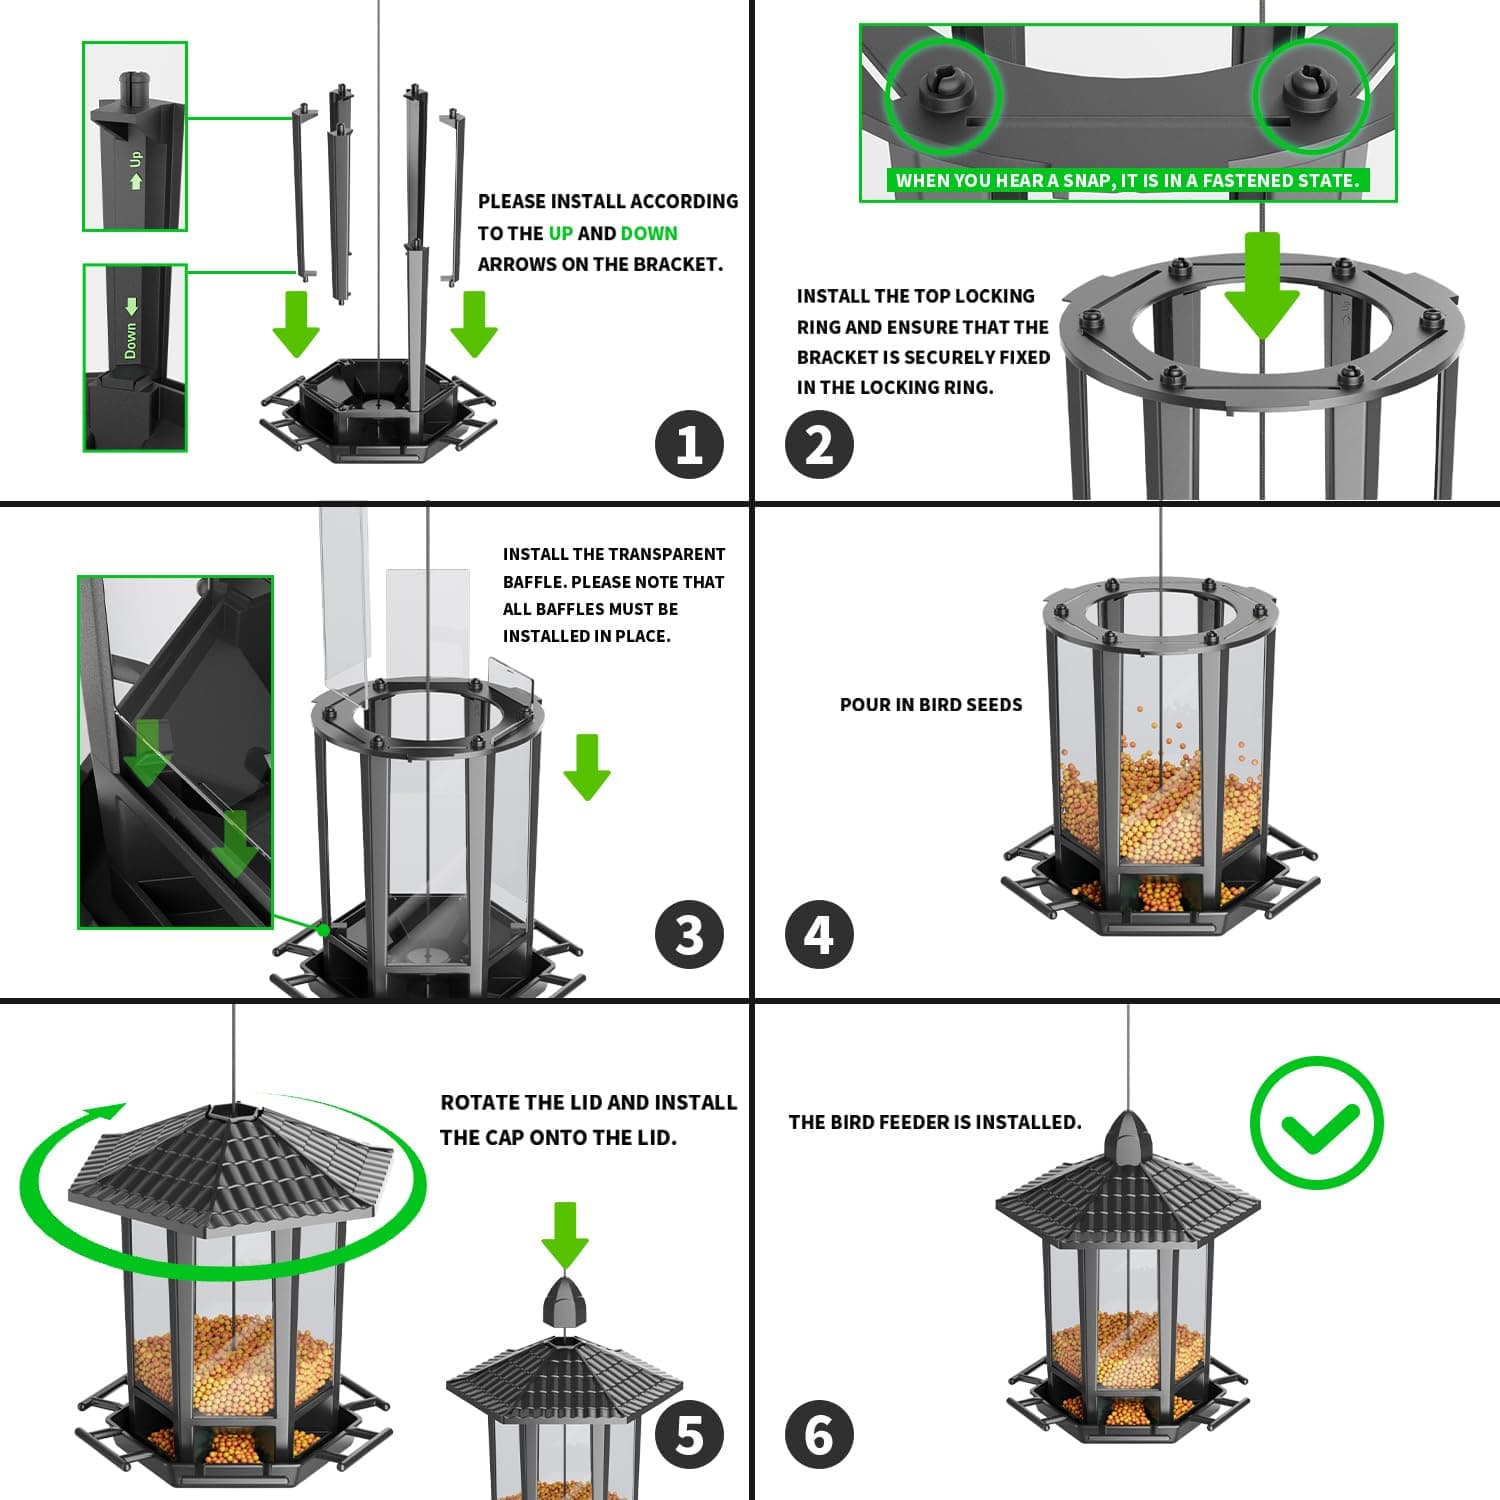 Up
Down
PLEASE INSTALL ACCORDING
TO THE UP AND DOWN
ARROWS ON THE BRACKET.
1
WHEN YOU HEAR A SNAP, IT IS IN A FASTENED STATE.
INSTALL THE TOP LOCKING
RING AND ENSURE THAT THE
BRACKET IS SECURELY FIXED
IN THE LOCKING RING.
2
INSTALL THE TRANSPARENT
BAFFLE. PLEASE NOTE THAT
ALL BAFFLES MUST BE
INSTALLED IN PLACE.
3
POUR IN BIRD SEEDS
4
ROTATE THE LID AND INSTALL
THE CAP ONTO THE LID.
5
THE BIRD FEEDER IS INSTALLED.
6